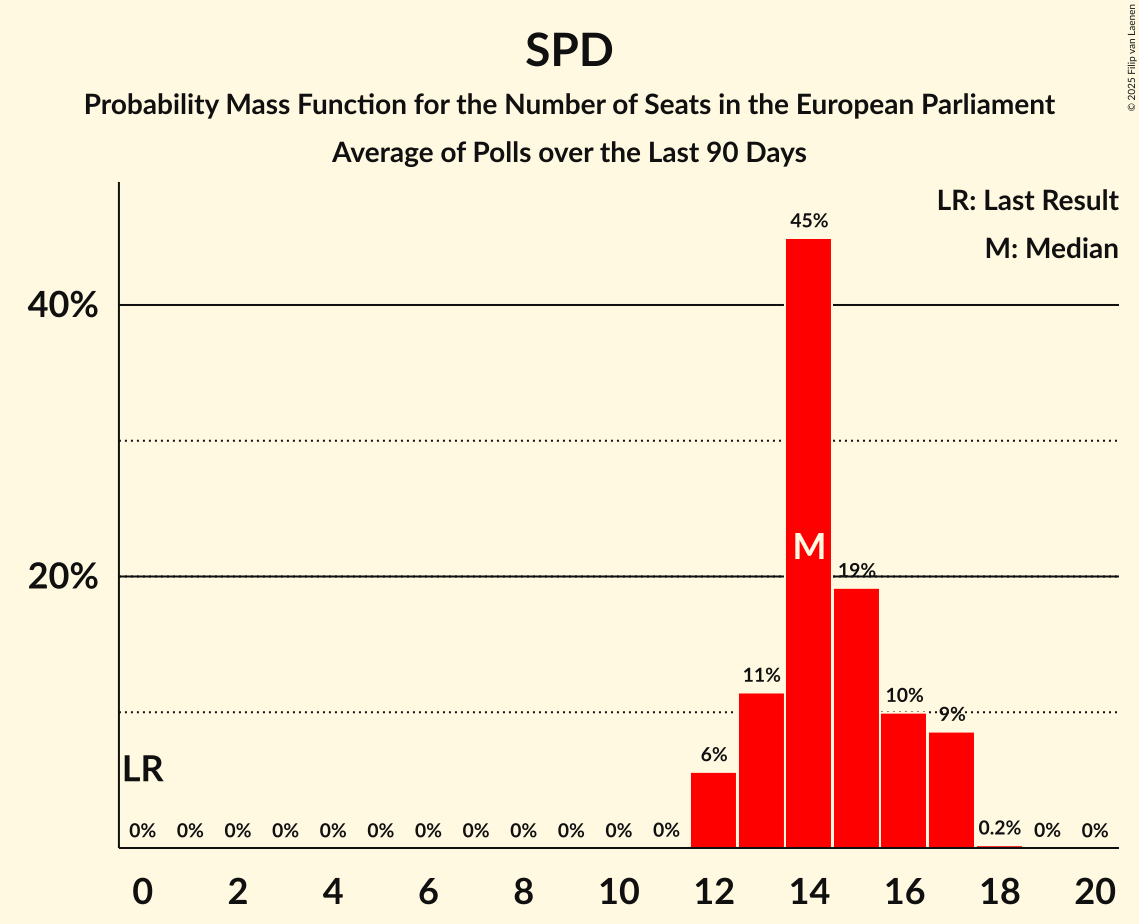 SPD
Probability Mass Function for the Number of Seats in the European Parliament
Average of Polls over the Last 90 Days
© 2025 Filip van Laenen
LR: Last Result
M: Median
45%
40%
M
20%
19%
11%
10%
9%
6%
LR
0% 0% 0% 0% 0% 0% 0% 0% 0% 0% 0% 0% 0.2% 0% 0%
0 2 4 6 8 10 12 14 16 18 20